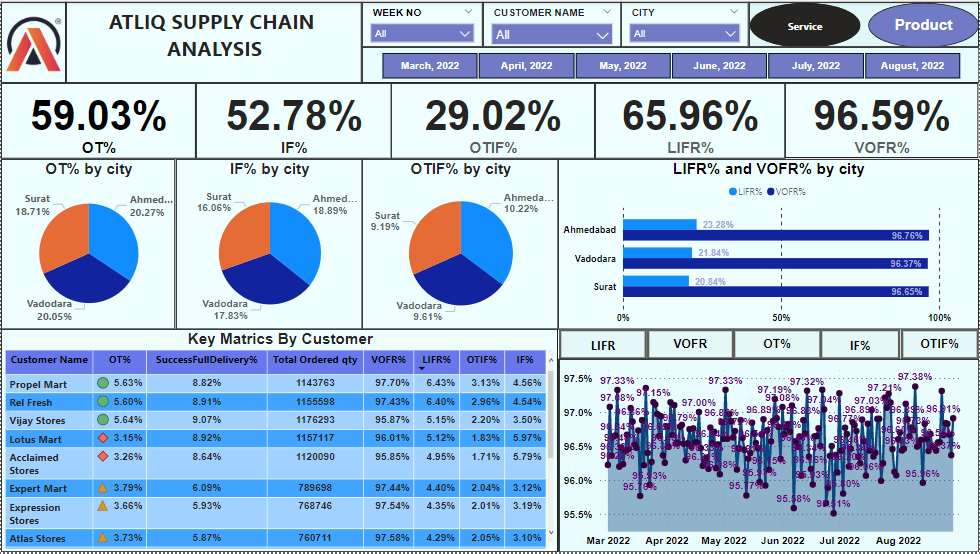 ATLIQ SUPPLY CHAIN
ANALYSIS
®
WEEK NO
All
CUSTOMER NAME
All
CITY
All
Service
Product
March, 2022
April, 2022
May, 2022
June, 2022
July, 2022
August, 2022
59.03%
OT%
52.78%
IF%
29.02%
OTIF%
65.96%
LIFR%
96.59%
VOFR%
OT% by city
Surat
18.71%
Ahmed...
20.27%
Vadodara
20.05%
IF% by city
Surat
16.06%
Ahmed...
18.89%
Vadodara
17.83%
OTIF% by city
Surat
9.19%
Ahmeda...
10.22%
Vadodara
9.61%
LIFR% and VOFR% by city
LIFR% VOFR%
Ahmedabad 23.28%
96.76%
Vadodara 21.84%
96.37%
Surat 20.84%
96.65%
0% 50% 100%
Key Matrics By Customer
Customer Name OT% SuccessFullDelivery% Total Ordered qty VOFR% LIFR% OTIF% IF%
Propel Mart 5.63% 8.82% 1143763 97.70% 6.43% 3.13% 4.56%
Rel Fresh 5.60% 8.91% 1155598 97.43% 6.40% 2.96% 4.54%
Vijay Stores 5.64% 9.07% 1176293 95.87% 5.15% 2.20% 3.50%
Lotus Mart 3.15% 8.92% 1157117 96.01% 5.12% 1.83% 5.97%
Acclaimed
Stores 3.26% 8.64% 1120090 95.85% 4.95% 1.71% 5.79%
Expert Mart 3.79% 6.09% 789698 97.44% 4.40% 2.04% 3.12%
Expression
Stores 3.66% 5.93% 768746 97.54% 4.35% 2.01% 3.19%
Atlas Stores 3.73% 5.87% 760711 97.58% 4.29% 2.05% 3.10%
LIFR
VOFR
OT%
IF%
OTIF%
97.5%
97.0%
96.5%
96.0%
95.5%
97.33%
97.08%
97.15%
97.00%
97.33%
97.19%
97.08%
97.32%
97.04%
97.03%
97.21%
97.38%
96.91%
95.77%
95.58%
95.51%
95.80%
95.96%
Mar 2022 Apr 2022 May 2022 Jun 2022 Jul 2022 Aug 2022